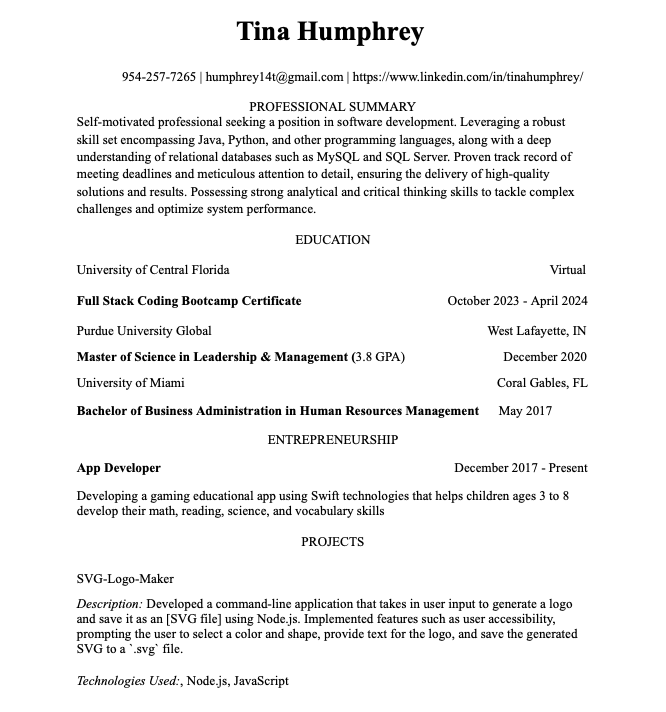 Tina Humphrey
954-257-7265 | humphrey14t@gmail.com | https://www.linkedin.com/in/tinahumphrey/
PROFESSIONAL SUMMARY
Self-motivated professional seeking a position in software development. Leveraging a robust
skill set encompassing Java, Python, and other programming languages, along with a deep
understanding of relational databases such as MySQL and SQL Server. Proven track record of
meeting deadlines and meticulous attention to detail, ensuring the delivery of high-quality
solutions and results. Possessing strong analytical and critical thinking skills to tackle complex
challenges and optimize system performance.
EDUCATION
University of Central Florida Virtual
Full Stack Coding Bootcamp Certificate October 2023 - April 2024
Purdue University Global West Lafayette, IN
Master of Science in Leadership & Management (3.8 GPA) December 2020
University of Miami Coral Gables, FL
Bachelor of Business Administration in Human Resources Management May 2017
ENTREPRENEURSHIP
App Developer December 2017 - Present
Developing a gaming educational app using Swift technologies that helps children ages 3 to 8
develop their math, reading, science, and vocabulary skills
PROJECTS
SVG-Logo-Maker
Description: Developed a command-line application that takes in user input to generate a logo
and save it as an [SVG file] using Node.js. Implemented features such as user accessibility,
prompting the user to select a color and shape, provide text for the logo, and save the generated
SVG to a `.svg` file.
Technologies Used:, Node.js, JavaScript